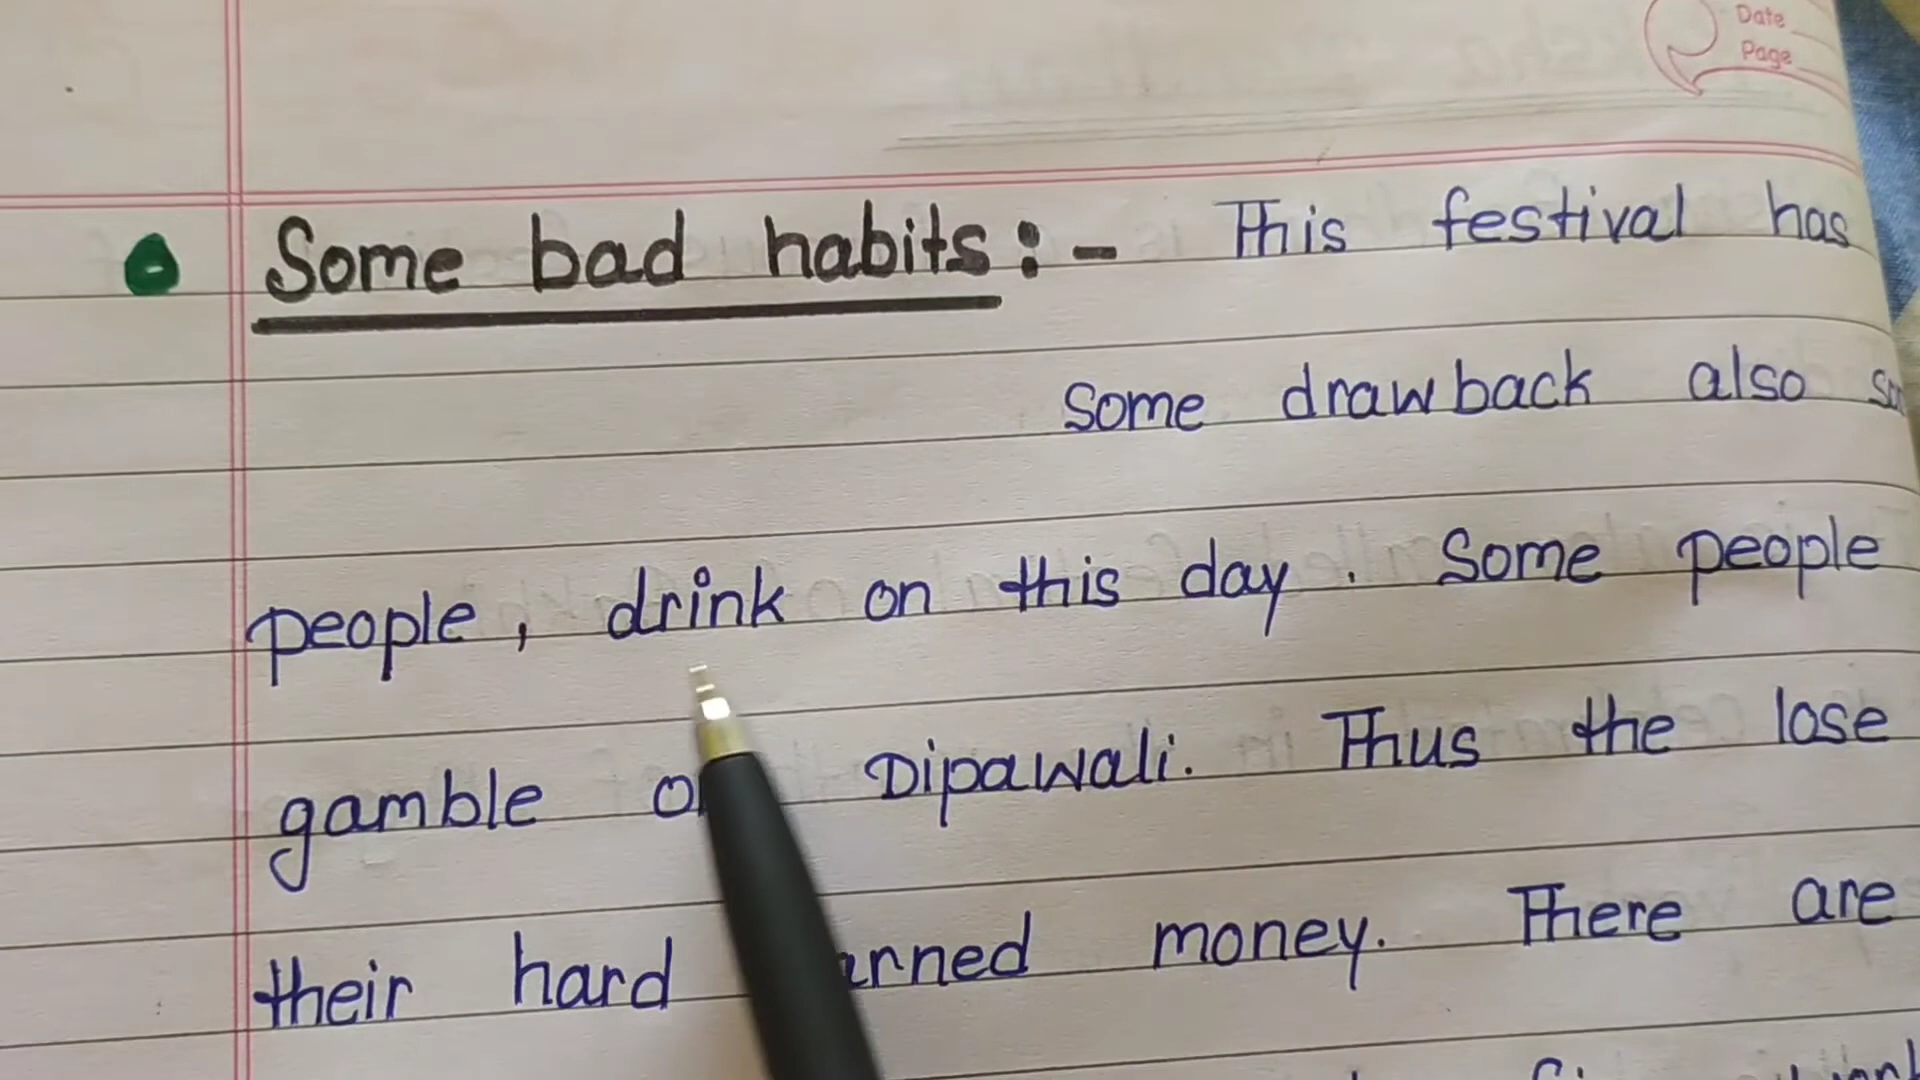 Date
Page
Some bad habits :- This festival has
some drawback also
people, drink on this day. Some people
gamble Dipawali. Thus the lose
their hard money. There are